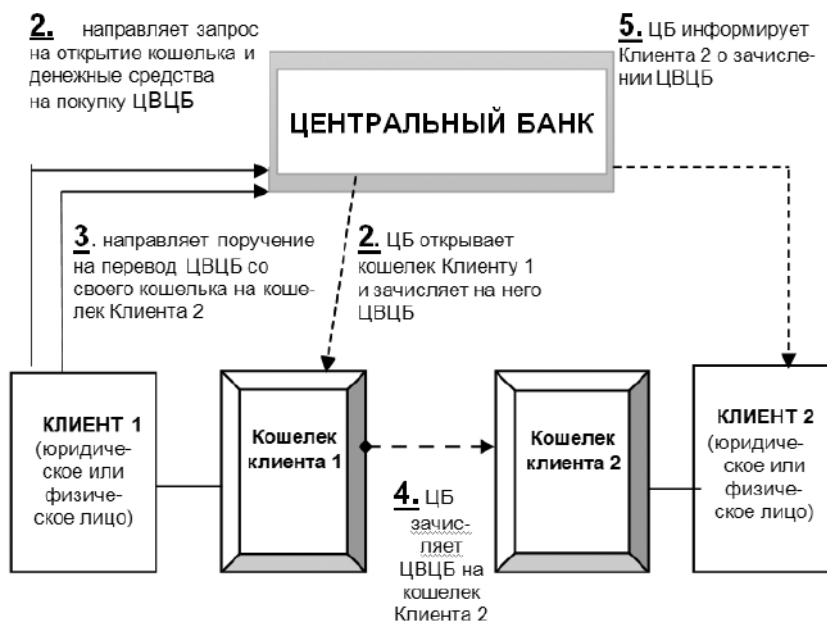 2. направляет запрос
на открытие кошелька и
денежные средства
на покупку ЦВЦБ
5. ЦБ информирует
Клиента 2 о зачисле-
нии ЦВЦБ
ЦЕНТРАЛЬНЫЙ БАНК
3. направляет поручение
на перевод ЦВЦБ со
своего кошелька на коше-
лек Клиента 2
2. ЦБ открывает
кошелек Клиенту 1
и зачисляет на него
ЦВЦБ
КЛИЕНТ 1
(юридиче-
ское или
физиче-
ское лицо)
Кошелек
клиента 1
4. ЦБ
зачис-
ляет
ЦВЦБ на
кошелек
Клиента 2
Кошелек
клиента 2
КЛИЕНТ 2
(юридиче-
ское или
физиче-
ское лицо)